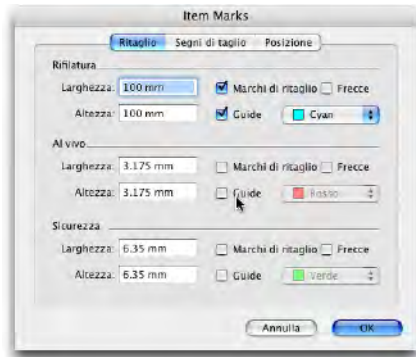 Item Marks
Ritaglio Segni di taglio Posizione
Rifilatura
Larghezza: 100 mm Marchi di ritaglio Frecce
Altezza: 100 mm Guide Cyan
Al vivo
Larghezza: 3.175 mm Marchi di ritaglio Frecce
Altezza: 3.175 mm Guide Rosso
Sicurezza
Larghezza: 6.35 mm Marchi di ritaglio Frecce
Altezza: 6.35 mm Guide Verde
Annulla OK